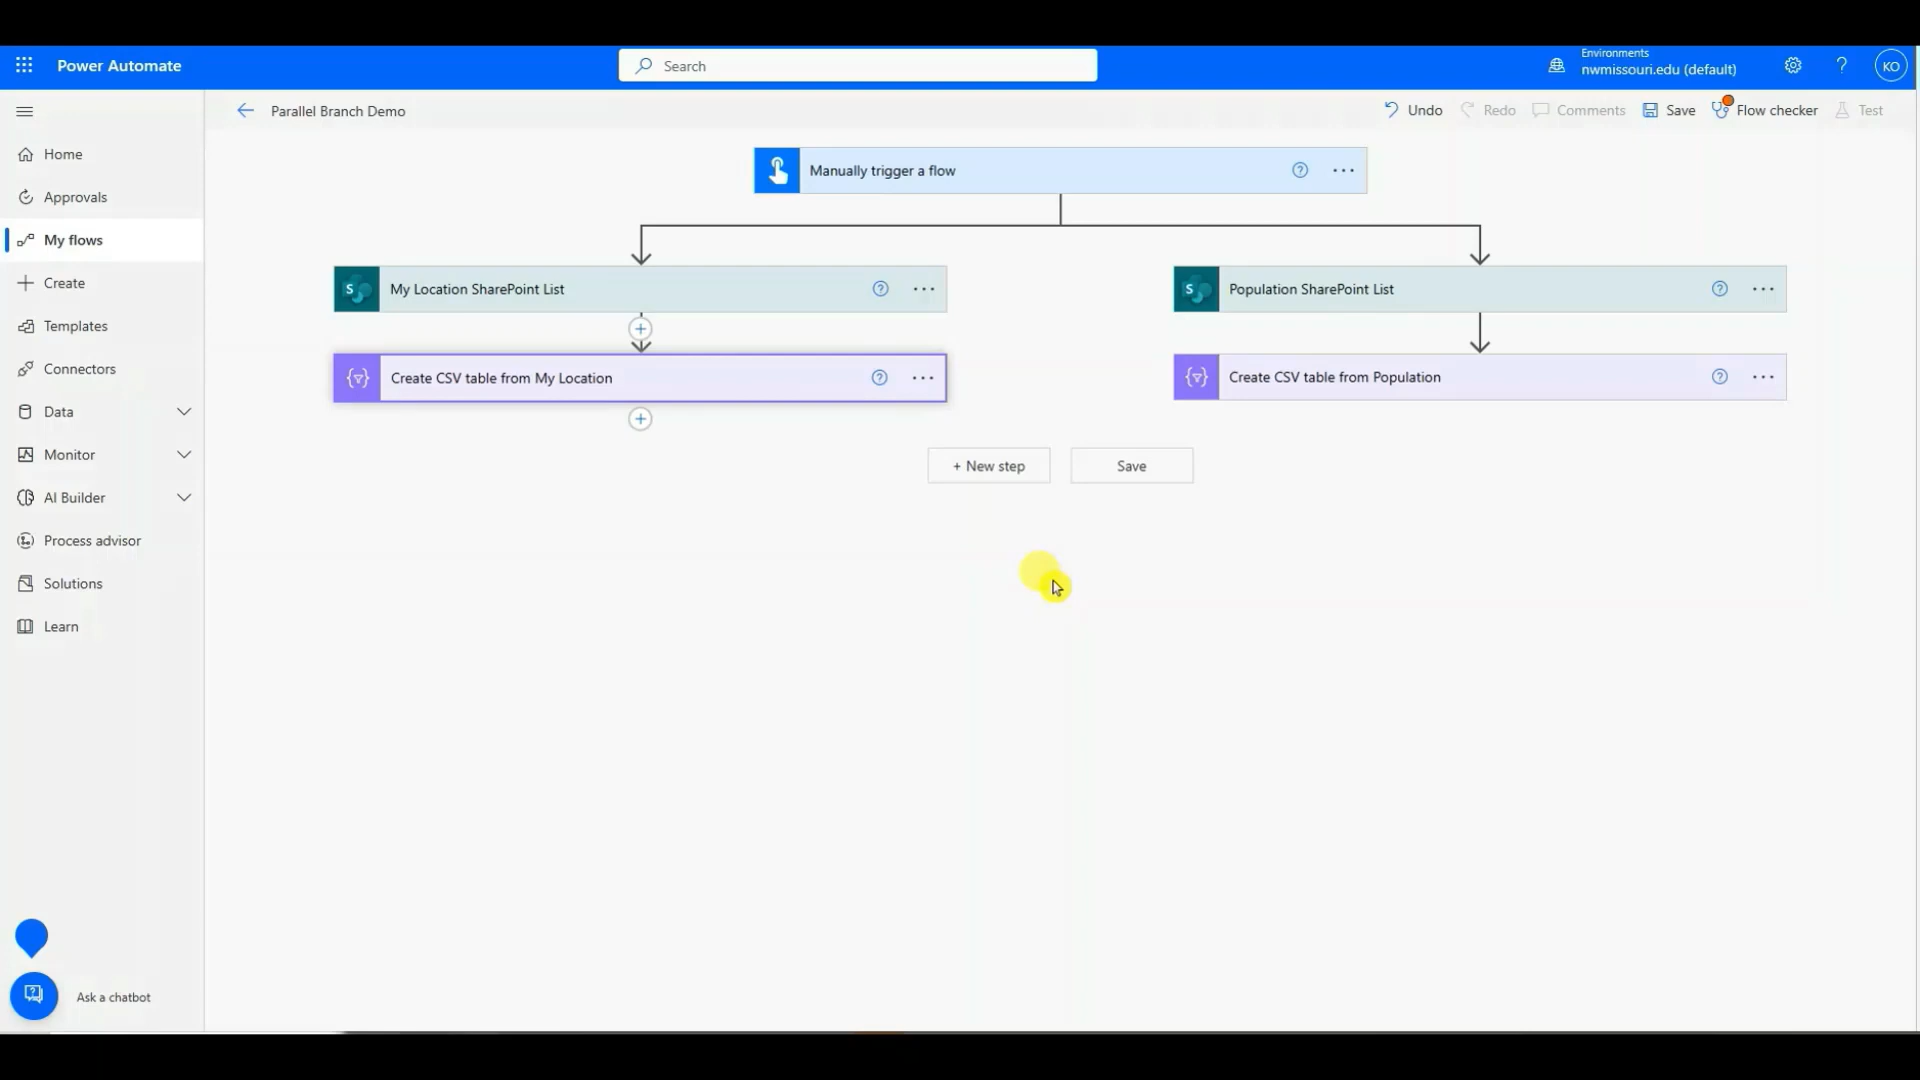 Power Automate
Search
Environments
nwmissouri.edu (default)
KO
Parallel Branch Demo
Undo
Redo
Comments
Save
Flow checker
Test
Home
Approvals
My flows
Create
Templates
Connectors
Data
Monitor
AI Builder
Process advisor
Solutions
Learn
Manually trigger a flow
My Location SharePoint List
Population SharePoint List
Create CSV table from My Location
Create CSV table from Population
+ New step
Save
Ask a chatbot